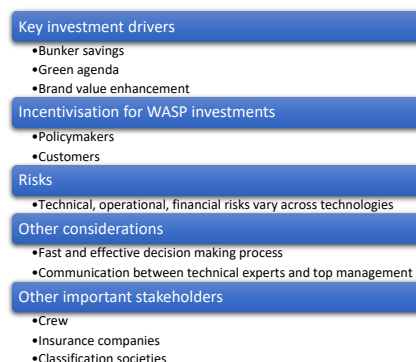 Key investment drivers
•Bunker savings
•Green agenda
•Brand value enhancement
Incentivisation for WASP investments
•Policymakers
•Customers
Risks
•Technical, operational, financial risks vary across technologies
Other considerations
•Fast and effective decision making process
•Communication between technical experts and top management
Other important stakeholders
•Crew
•Insurance companies
•Classification societies